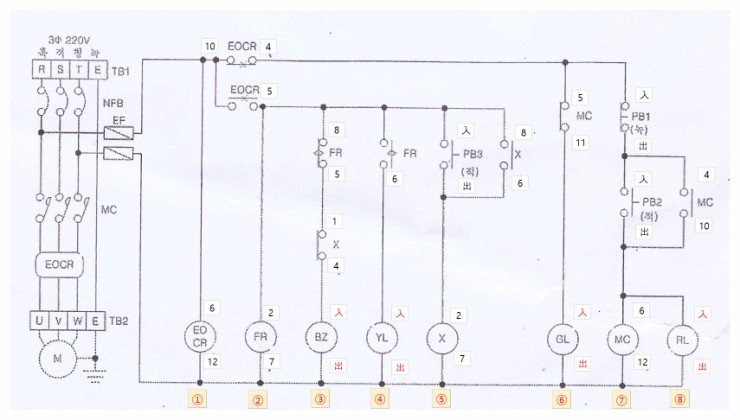 3Φ 220V
흑 적 청 녹
R S T E TB1
NFB
EF
MC
EOCR
U V W E TB2
M
10 EOCR 4
EOCR 5
8
FR
5
1
X
4
FR
6
入
PB3
(적)
出
8
X
6
5
MC
11
入
PB1
(녹)
出
入
PB2
(적)
出
4
MC
10
6
EO
CR
12
2
FR
7
入
BZ
出
入
YL
出
2
X
7
入
GL
出
6
MC
12
入
RL
出
① ② ③ ④ ⑤ ⑥ ⑦ ⑧